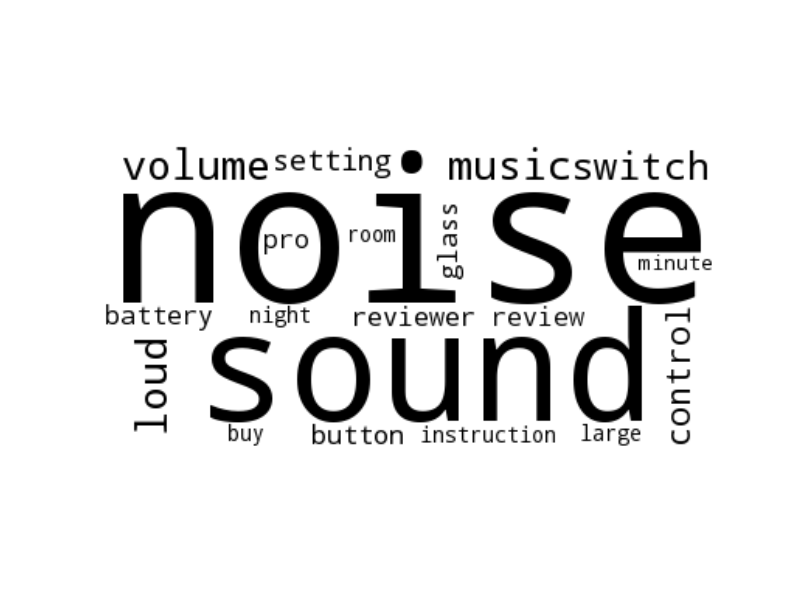 volume setting music switch
noise
pro room glass minute
battery night reviewer review
loud sound control
buy button instruction large